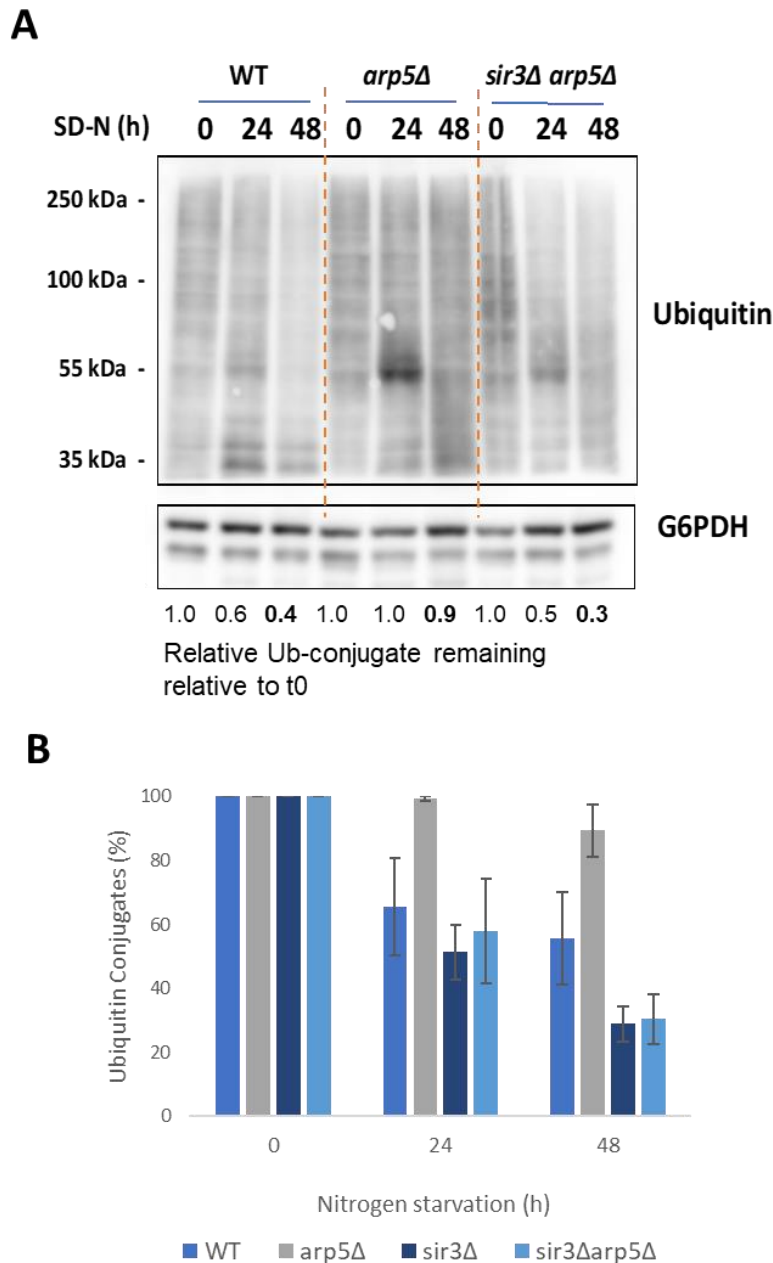 A
WT arp5Δ sir3Δ arp5Δ
SD-N (h) 0 24 48 0 24 48 0 24 48
250 kDa -
100 kDa -
Ubiquitin
55 kDa -
35 kDa -
G6PDH
1.0 0.6 0.4 1.0 1.0 0.9 1.0 0.5 0.3
Relative Ub-conjugate remaining
relative to t0
B
100
80
60
40
20
0
Ubiquitin Conjugates (%)
0 24 48
Nitrogen starvation (h)
WT arp5Δ sir3Δ sir3Δarp5Δ